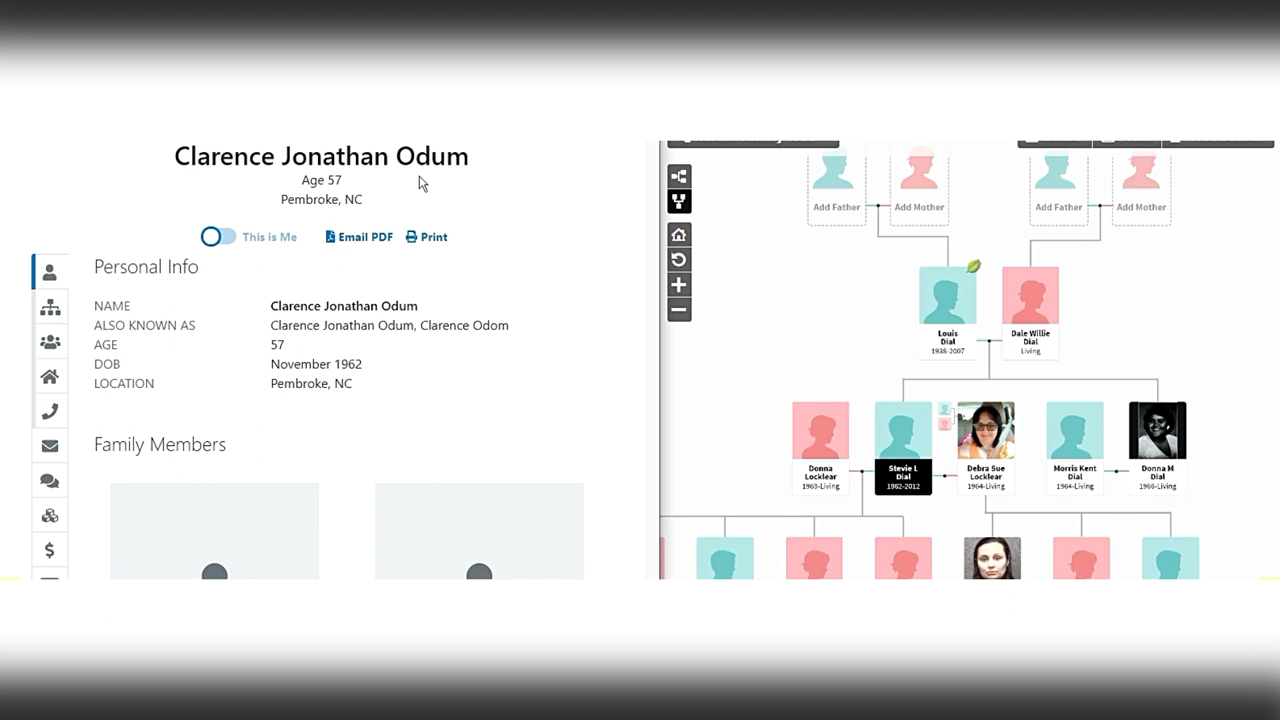 Clarence Jonathan Odum
Age 57
Pembroke, NC
This is Me Email PDF Print
Personal Info
NAME Clarence Jonathan Odum
ALSO KNOWN AS Clarence Jonathan Odum, Clarence Odom
AGE 57
DOB November 1962
LOCATION Pembroke, NC
Family Members
Add Father Add Mother Add Father Add Mother
Louis
Dial
1938-2007
Dale Willie
Dial
Living
Donna
Locklear
1963-Living
Stevie L
Dial
1962-2012
Debra Sue
Locklear
1964-Living
Morris Kent
Dial
1964-Living
Donna M
Dial
1966-Living